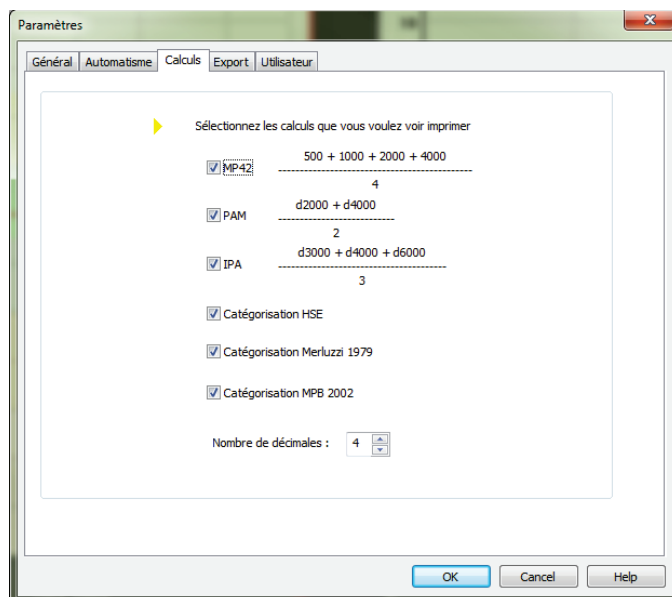 Paramètres
Général Automatisme Calculs Export Utilisateur
Sélectionnez les calculs que vous voulez voir imprimer
MP42
500 + 1000 + 2000 + 4000
4
PAM
d2000 + d4000
2
IPA
d3000 + d4000 + d6000
3
Catégorisation HSE
Catégorisation Merluzzi 1979
Catégorisation MPB 2002
Nombre de décimales : 4
OK Cancel Help